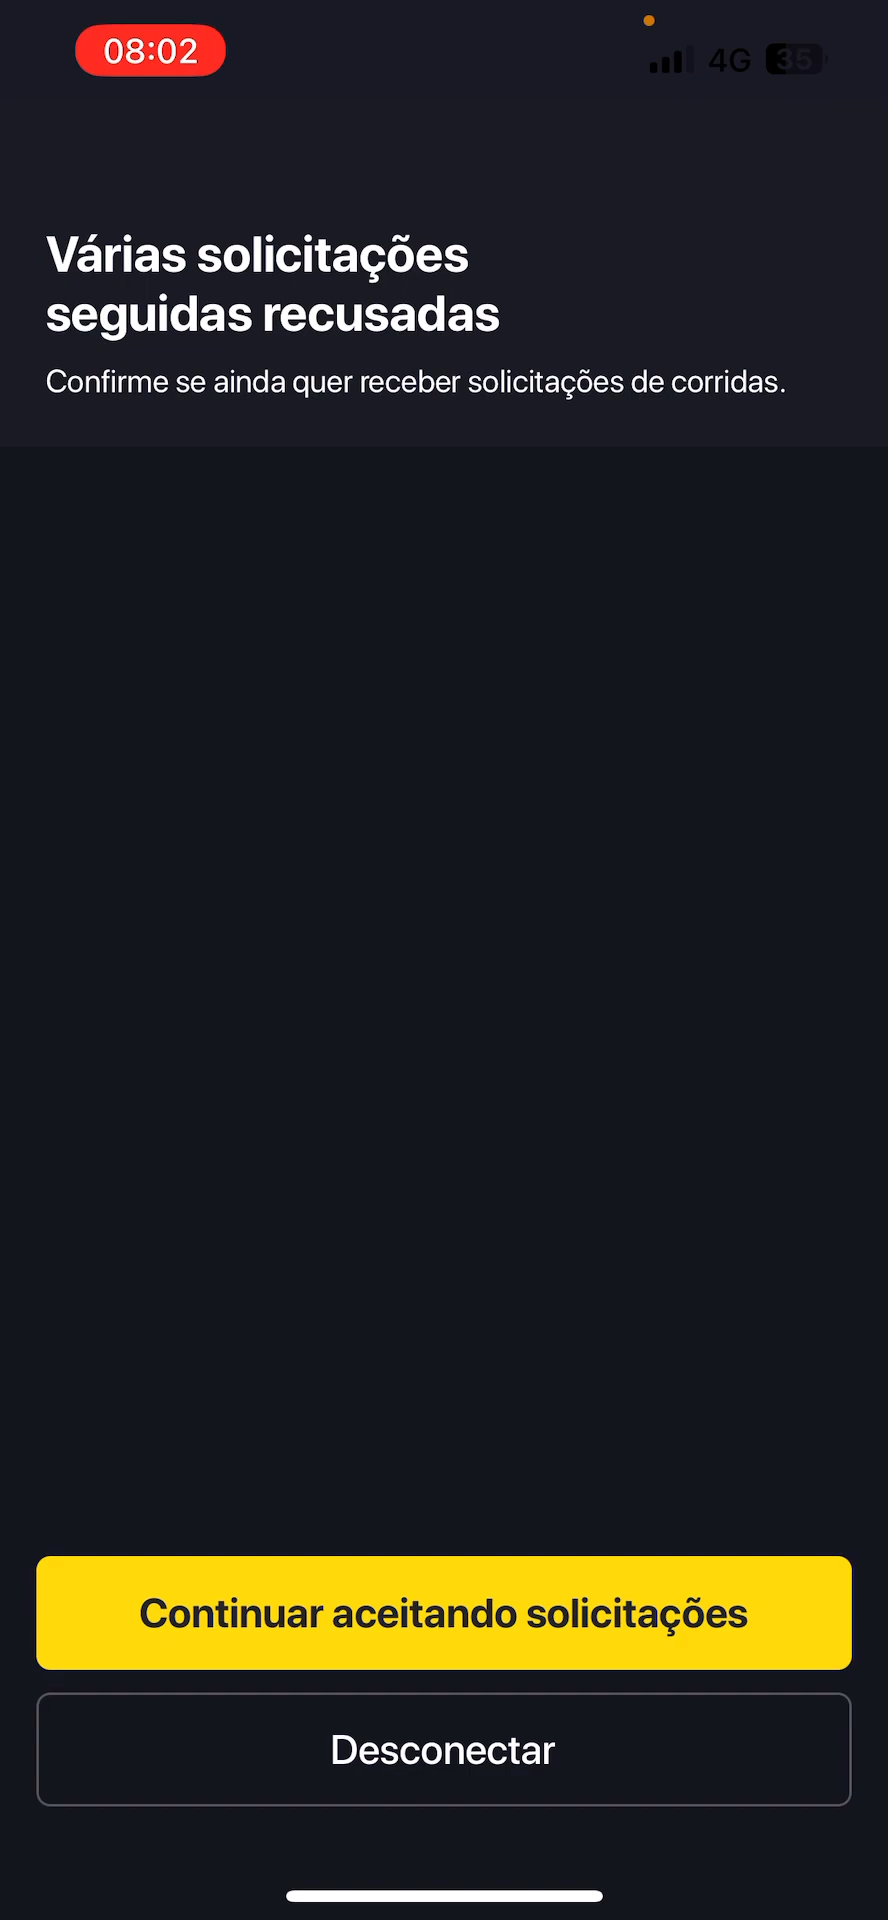 08:02
4G 35
Várias solicitações
seguidas recusadas
Confirme se ainda quer receber solicitações de corridas.
Continuar aceitando solicitações
Desconectar